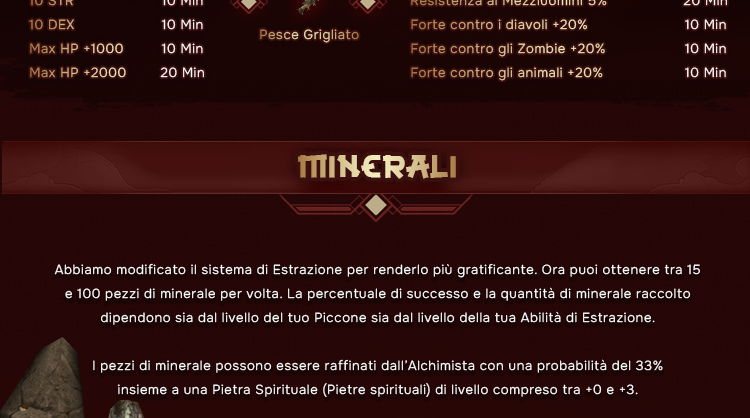 10 STR 10 Min
Resistenza ai Mezziuomini 5% 20 Min
10 DEX 10 Min
Forte contro i diavoli +20% 10 Min
Pesce Grigliato
Max HP +1000 10 Min
Forte contro gli Zombie +20% 10 Min
Max HP +2000 20 Min
Forte contro gli animali +20% 10 Min
MINERALI
Abbiamo modificato il sistema di Estrazione per renderlo più gratificante. Ora puoi ottenere tra 15
e 100 pezzi di minerale per volta. La percentuale di successo e la quantità di minerale raccolto
dipendono sia dal livello del tuo Piccone sia dal livello della tua Abilità di Estrazione.
I pezzi di minerale possono essere raffinati dall'Alchimista con una probabilità del 33%
insieme a una Pietra Spirituale (Pietre spirituali) di livello compreso tra +0 e +3.